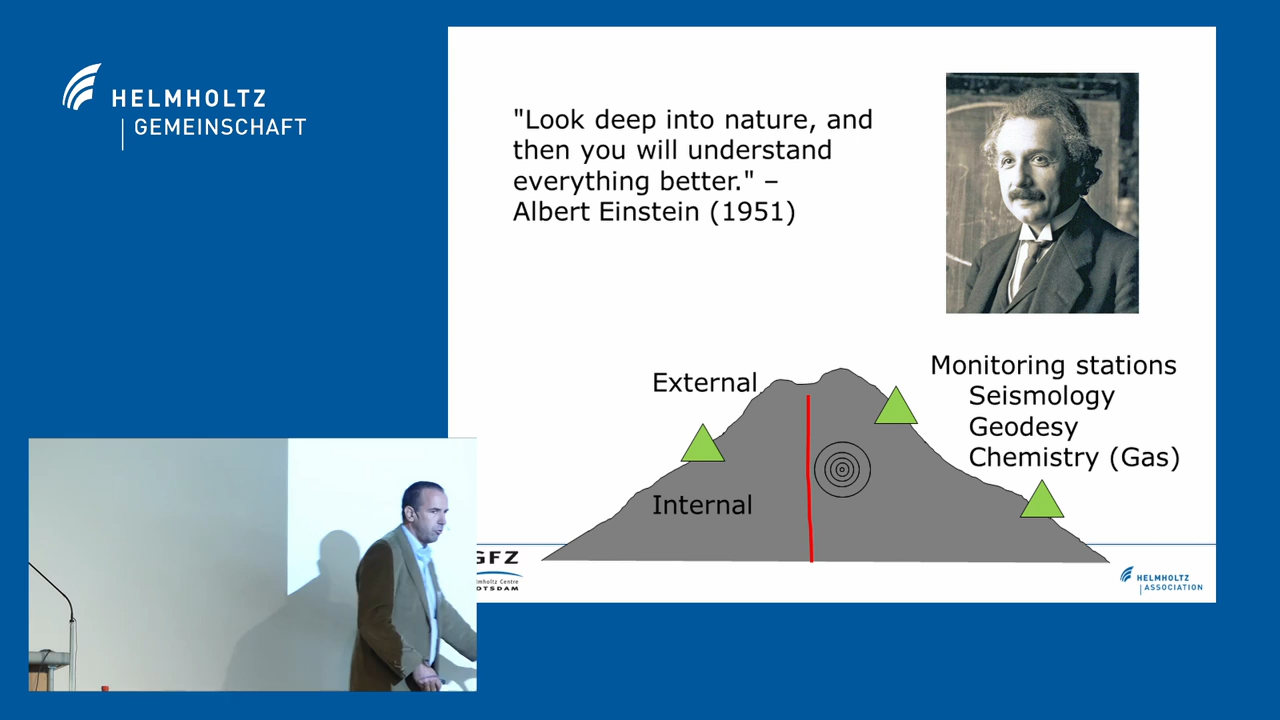 HELMHOLTZ
GEMEINSCHAFT
"Look deep into nature, and
then you will understand
everything better." –
Albert Einstein (1951)
Monitoring stations
Seismology
Geodesy
Chemistry (Gas)
External
Internal
GFZ
HELMHOLTZ
ASSOCIATION